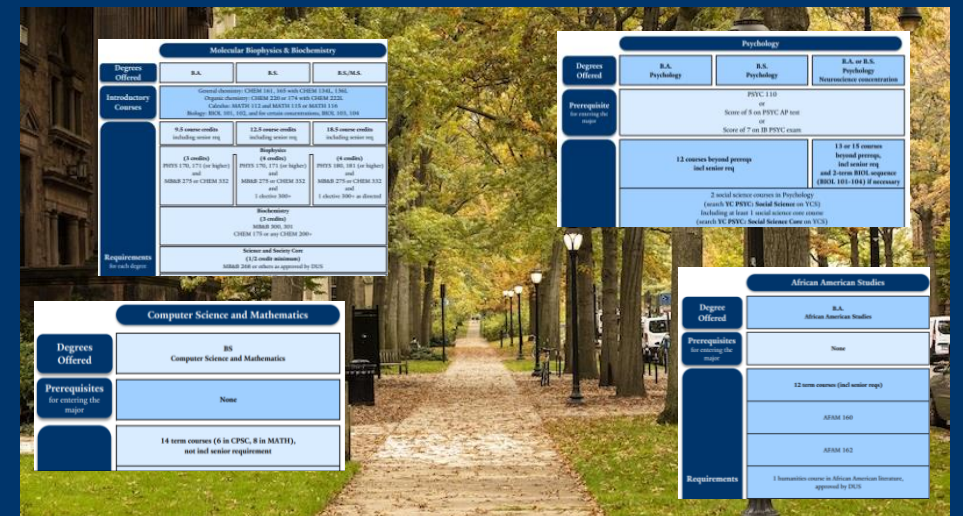 Molecular Biophysics & Biochemistry
Degrees
Offered
B.A.
B.S.
B.S./M.S.
Introductory
Courses
General chemistry: CHEM 161, 165 with CHEM 134L, 136L
Organic chemistry: CHEM 220 or 174 with CHEM 222L
Calculus: MATH 112 and MATH 115 or MATH 116
Biology: BIOL 101, 102, and for certain concentrations, BIOL 103, 104
Requirements
for each degree
9.5 course credits
including senior req
12.5 course credits
including senior req
18.5 course credits
including senior req
Biophysics
(3 credits)
PHYS 170, 171 (or higher)
and
MB&B 275 or CHEM 332
(4 credits)
PHYS 170, 171 (or higher)
and
MB&B 275 or CHEM 332
and
1 elective 300+
(4 credits)
PHYS 180, 181 (or higher)
and
MB&B 275 or CHEM 332
and
1 elective 300+ as directed
Biochemistry
(3 credits)
MB&B 300, 301
CHEM 175 or any CHEM 200+
Science and Society Core
(1/2 credit minimum)
MB&B 268 or others as approved by DUS
Psychology
Degrees
Offered
B.A.
Psychology
B.S.
Psychology
B.A. or B.S.
Psychology
Neuroscience concentration
Prerequisite
for entering the
major
PSYC 110
or
Score of 5 on PSYC AP test
or
Score of 7 on IB PSYC exam
12 courses beyond prereqs
incl senior req
13 or 15 courses
beyond prereqs,
incl senior req
and 2-term BIOL sequence
(BIOL 101–104) if necessary
2 social science courses in Psychology
(search YC PSYC: Social Science on YCS)
Including at least 1 social science core course
(search YC PSYC: Social Science Core on YCS)
Computer Science and Mathematics
Degrees
Offered
BS
Computer Science and Mathematics
Prerequisites
for entering the
major
None
14 term courses (6 in CPSC, 8 in MATH),
not incl senior requirement
African American Studies
Degree
Offered
B.A.
African American Studies
Prerequisites
for entering the
major
None
Requirements
12 term courses (incl senior reqs)
AFAM 160
AFAM 162
1 humanities course in African American literature,
approved by DUS